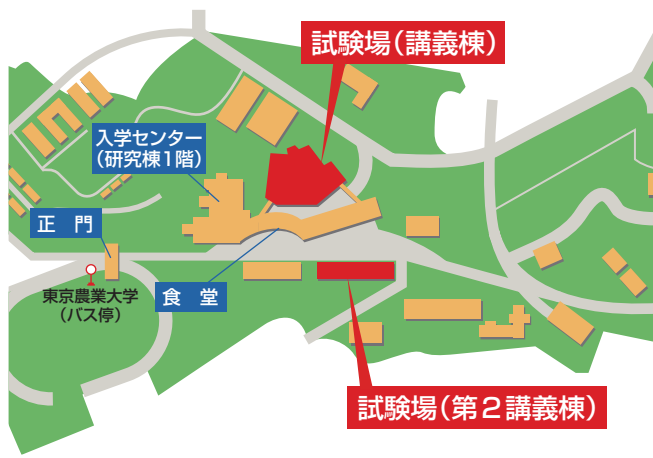 試験場(講義棟)
入学センター
(研究棟1階)
正 門
東京農業大学
(バス停)
食 堂
試験場(第2講義棟)